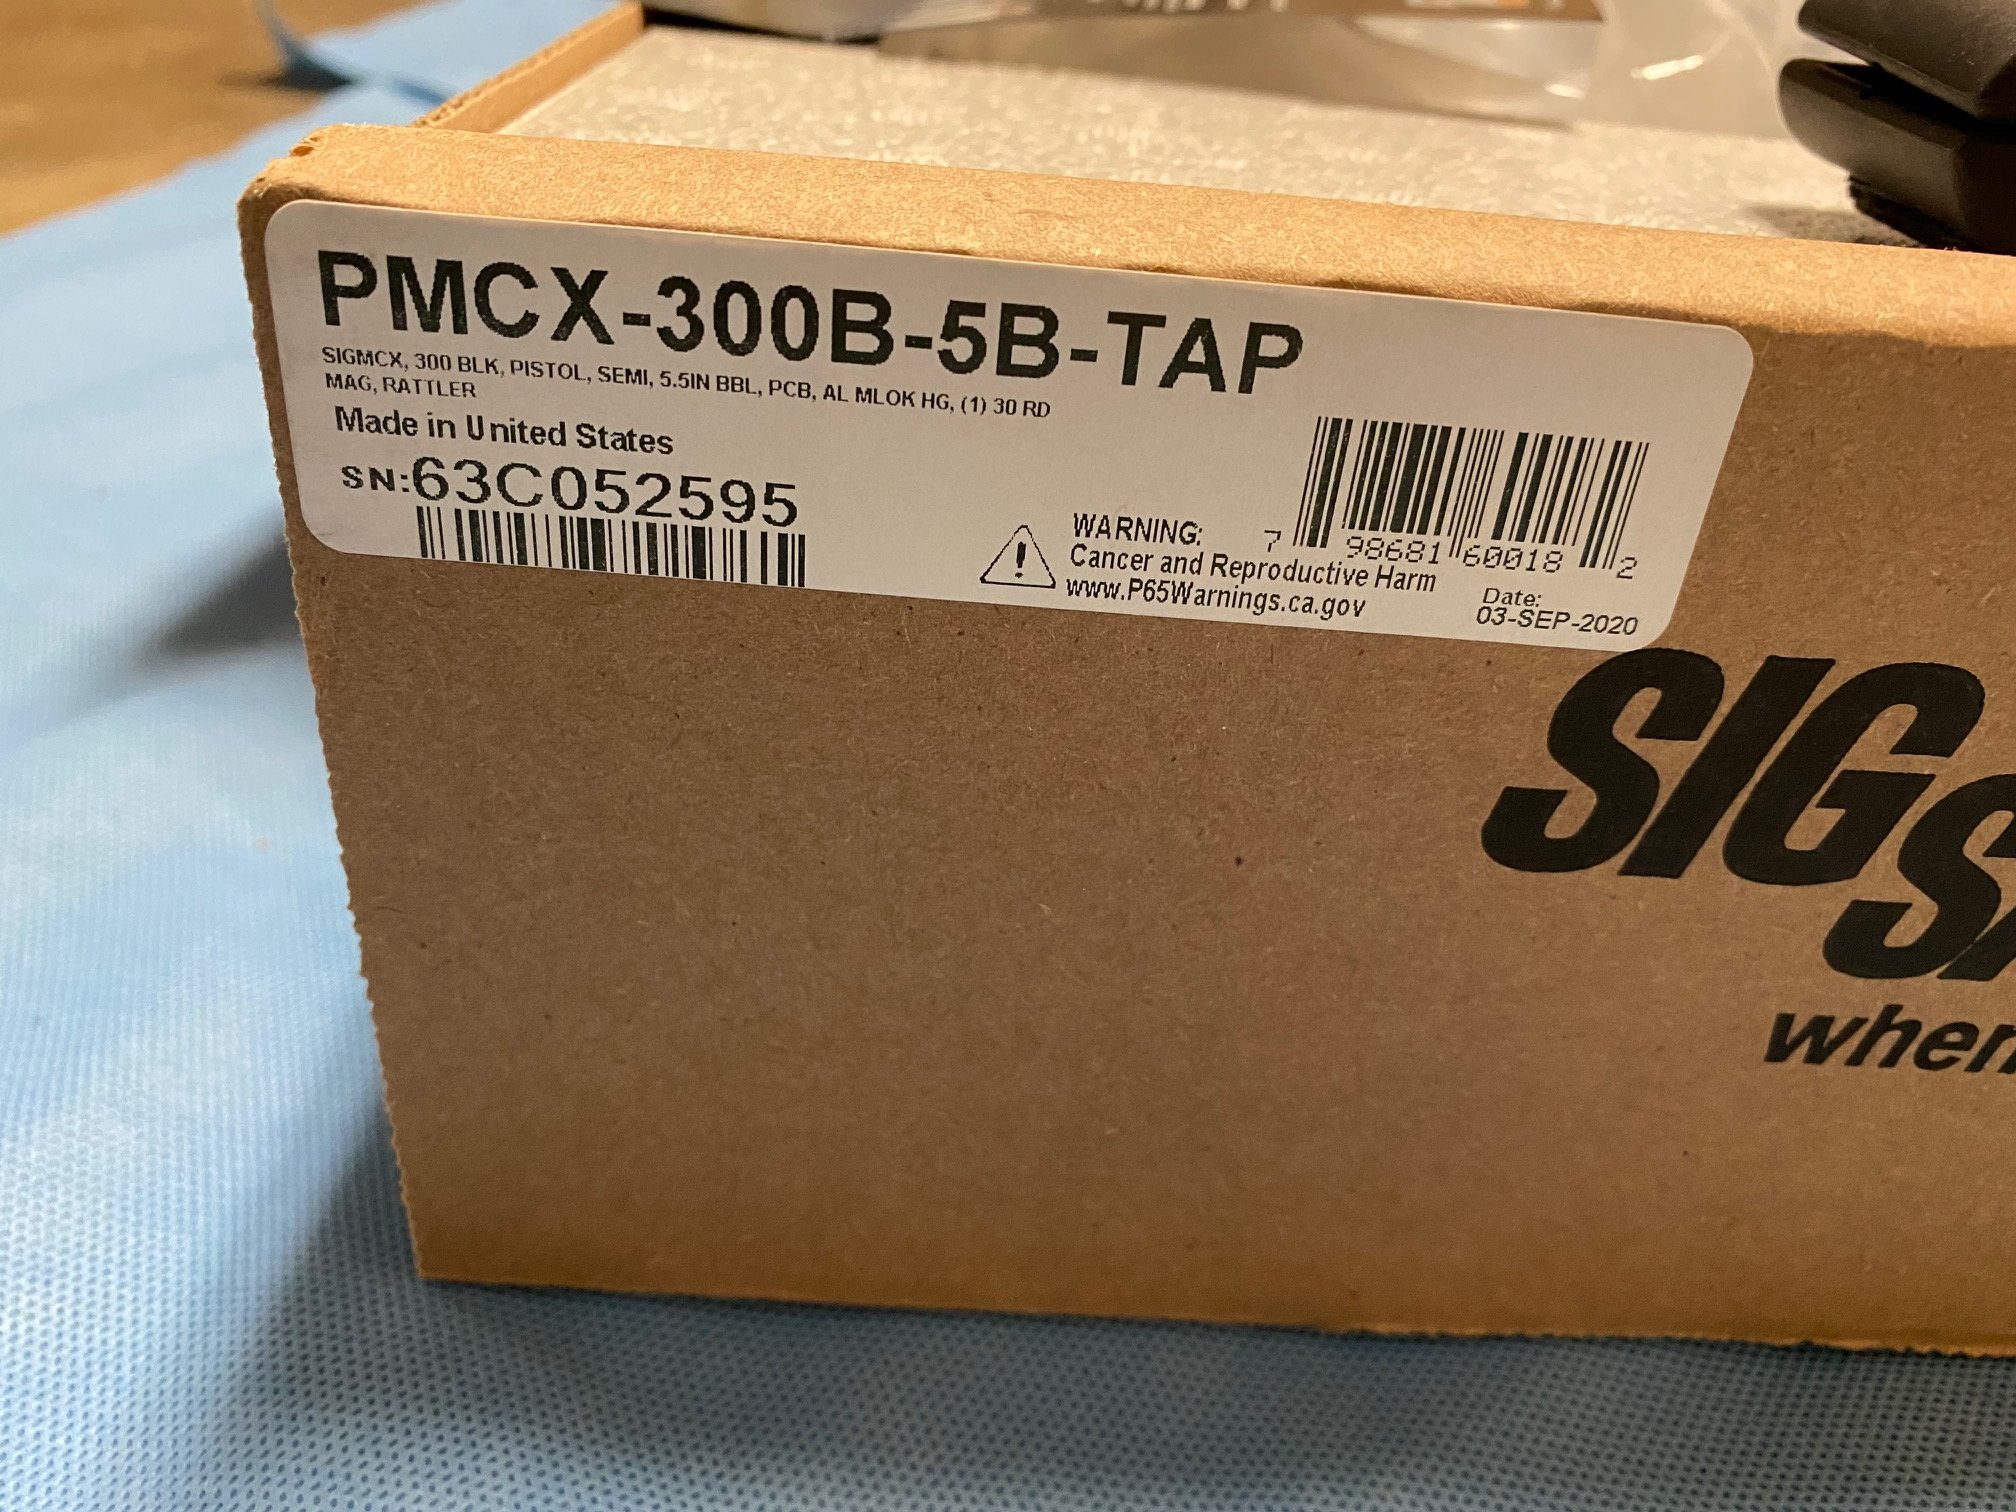 PMCX-300B-5B-TAP
SIGMCX, 300 BLK, PISTOL, SEMI, 5.5IN BBL, PCB, AL MLOK HG, (1) 30 RD
MAG, RATTLER
Made in United States
SN:63C052595
WARNING:
Cancer and Reproductive Harm
www.P65Warnings.ca.gov
7 98681 60018 2
Date:
03-SEP-2020
SIG
when